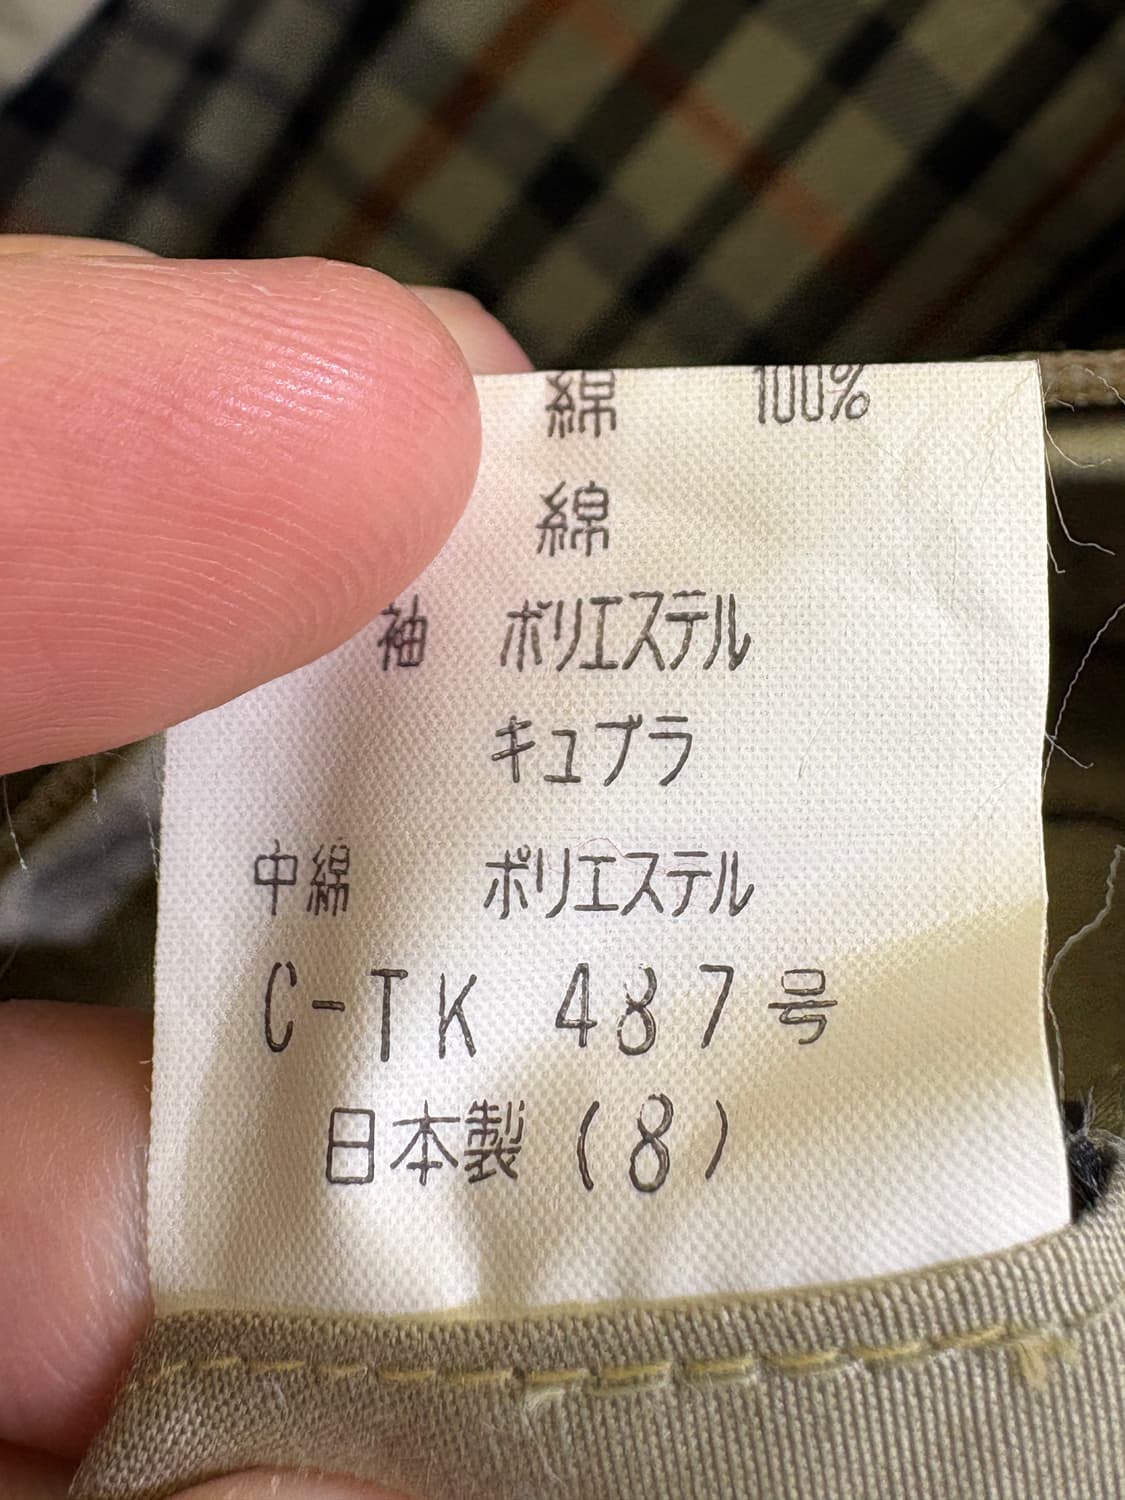 綿 100%
綿
袖 ポリエステル
キュプラ
中綿 ポリエステル
C-TK 487号
日本製(8)